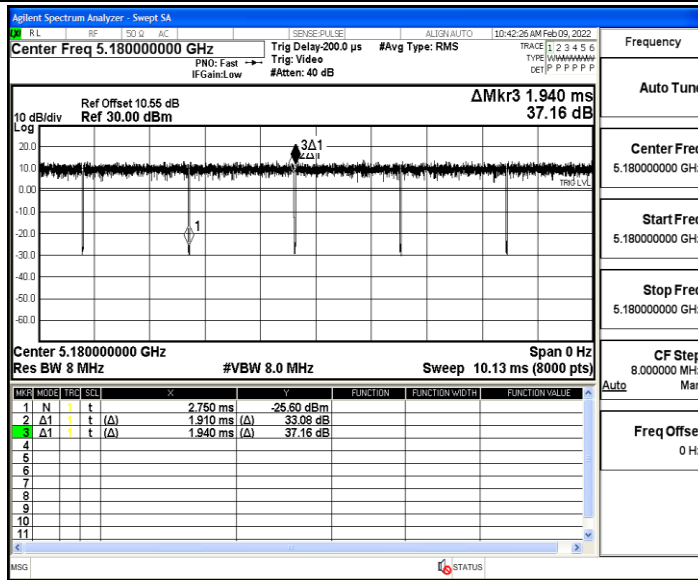 Agilent Spectrum Analyzer - Swept SA
RL RF 50 Ω AC SENSE:PULSE ALIGN AUTO 10:42:26 AM Feb 09, 2022
Center Freq 5.180000000 GHz Trig Delay-200.0 µs #Avg Type: RMS TRACE 1 2 3 4 5 6
PNO: Fast Trig: Video TYPE WWWWWW
IFGain:Low #Atten: 40 dB DET P P P P P P
Frequency
Auto Tune
ΔMkr3 1.940 ms
Ref Offset 10.55 dB
10 dB/div Ref 30.00 dBm 37.16 dB
Log
20.0
10.0
0.00
-10.0
-20.0
-30.0
-40.0
-50.0
-60.0
3Δ1
TRIG LVL
1
Center 5.180000000 GHz Span 0 Hz
Res BW 8 MHz #VBW 8.0 MHz Sweep 10.13 ms (8000 pts)
Center Freq
5.180000000 GHz
Start Freq
5.180000000 GHz
Stop Freq
5.180000000 GHz
CF Step
8.000000 MHz
Auto Man
Freq Offset
0 Hz
MKR MODE TRC SCL X Y FUNCTION FUNCTION WIDTH FUNCTION VALUE
1 N 1 t 2.750 ms -25.60 dBm
2 Δ1 1 t (Δ) 1.910 ms (Δ) 33.08 dB
3 Δ1 1 t (Δ) 1.940 ms (Δ) 37.16 dB
4
5
6
7
8
9
10
11
MSG STATUS